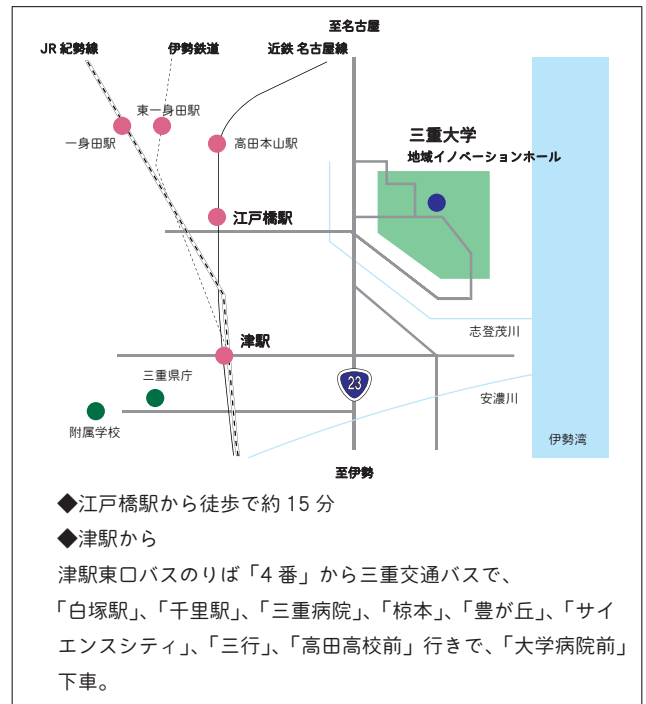 至名古屋
JR 紀勢線
伊勢鉄道
近鉄 名古屋線
東一身田駅
一身田駅
高田本山駅
三重大学
地域イノベーションホール
江戸橋駅
志登茂川
津駅
三重県庁
23
安濃川
附属学校
伊勢湾
至伊勢
◆江戸橋駅から徒歩で約 15 分
◆津駅から
津駅東口バスのりば「4 番」から三重交通バスで、
「白塚駅」、「千里駅」、「三重病院」、「椋本」、「豊が丘」、「サイ
エンスシティ」、「三行」、「高田高校前」行きで、「大学病院前」
下車。